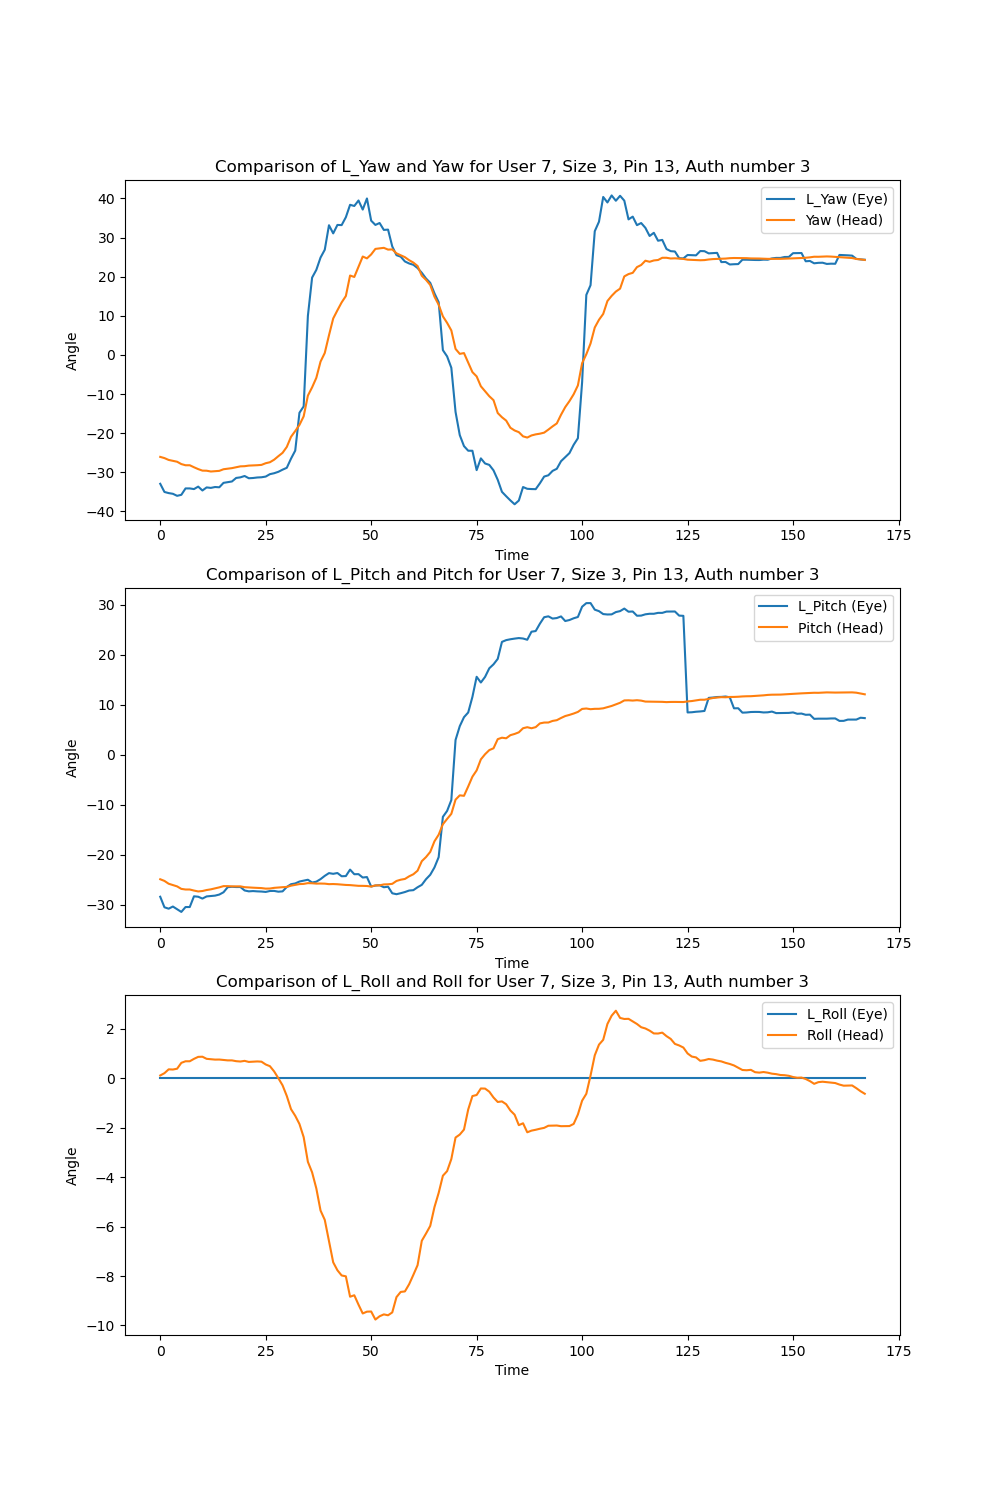 Comparison of L_Yaw and Yaw for User 7, Size 3, Pin 13, Auth number 3
L_Yaw (Eye)
Yaw (Head)
40
30
20
10
0
−10
−20
−30
−40
Angle
0 25 50 75 100 125 150 175
Time
Comparison of L_Pitch and Pitch for User 7, Size 3, Pin 13, Auth number 3
L_Pitch (Eye)
Pitch (Head)
30
20
10
0
−10
−20
−30
Angle
0 25 50 75 100 125 150 175
Time
Comparison of L_Roll and Roll for User 7, Size 3, Pin 13, Auth number 3
L_Roll (Eye)
Roll (Head)
2
0
−2
−4
−6
−8
−10
Angle
0 25 50 75 100 125 150 175
Time